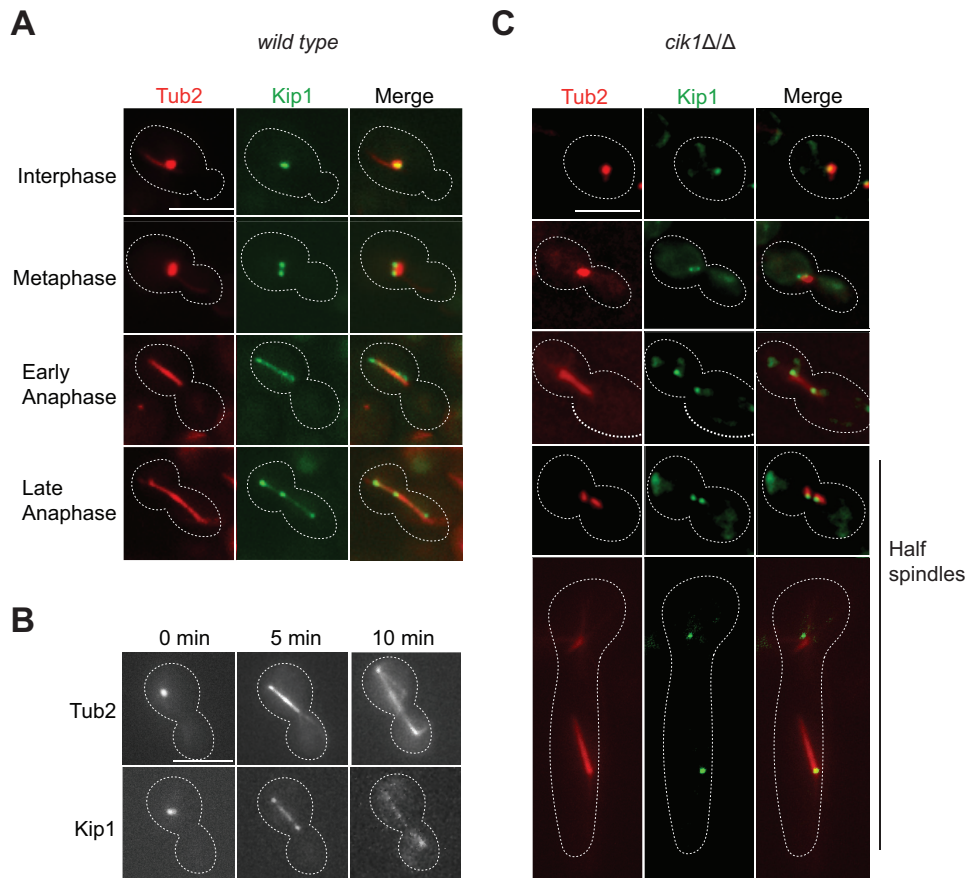 A
wild type
Tub2
Kip1
Merge
Interphase
Metaphase
Early
Anaphase
Late
Anaphase
B
0 min
5 min
10 min
Tub2
Kip1
C
cik1Δ/Δ
Tub2
Kip1
Merge
Half
spindles